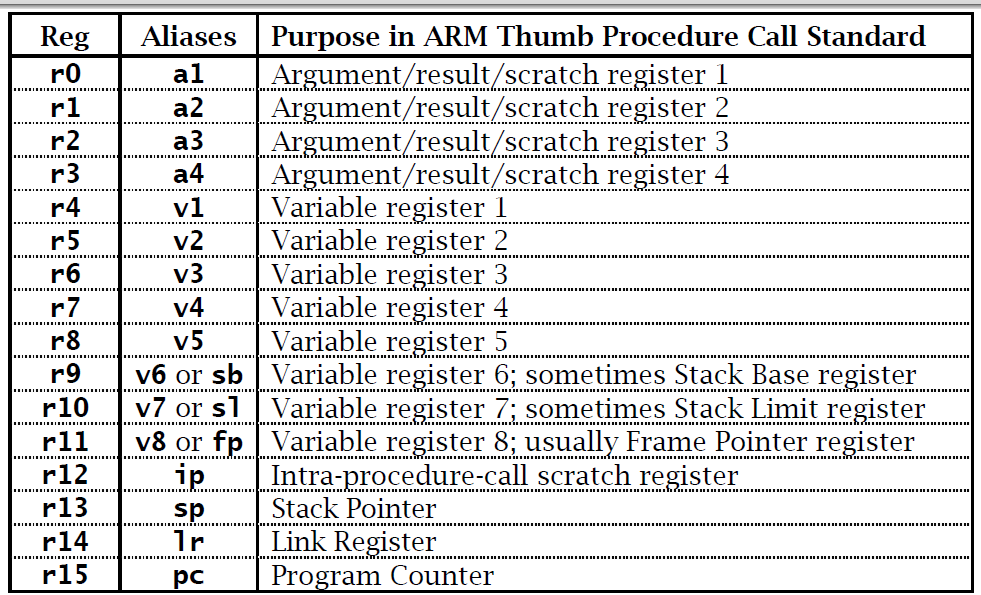 Reg Aliases Purpose in ARM Thumb Procedure Call Standard
r0 a1 Argument/result/scratch register 1
r1 a2 Argument/result/scratch register 2
r2 a3 Argument/result/scratch register 3
r3 a4 Argument/result/scratch register 4
r4 v1 Variable register 1
r5 v2 Variable register 2
r6 v3 Variable register 3
r7 v4 Variable register 4
r8 v5 Variable register 5
r9 v6 or sb Variable register 6; sometimes Stack Base register
r10 v7 or sl Variable register 7; sometimes Stack Limit register
r11 v8 or fp Variable register 8; usually Frame Pointer register
r12 ip Intra-procedure-call scratch register
r13 sp Stack Pointer
r14 lr Link Register
r15 pc Program Counter